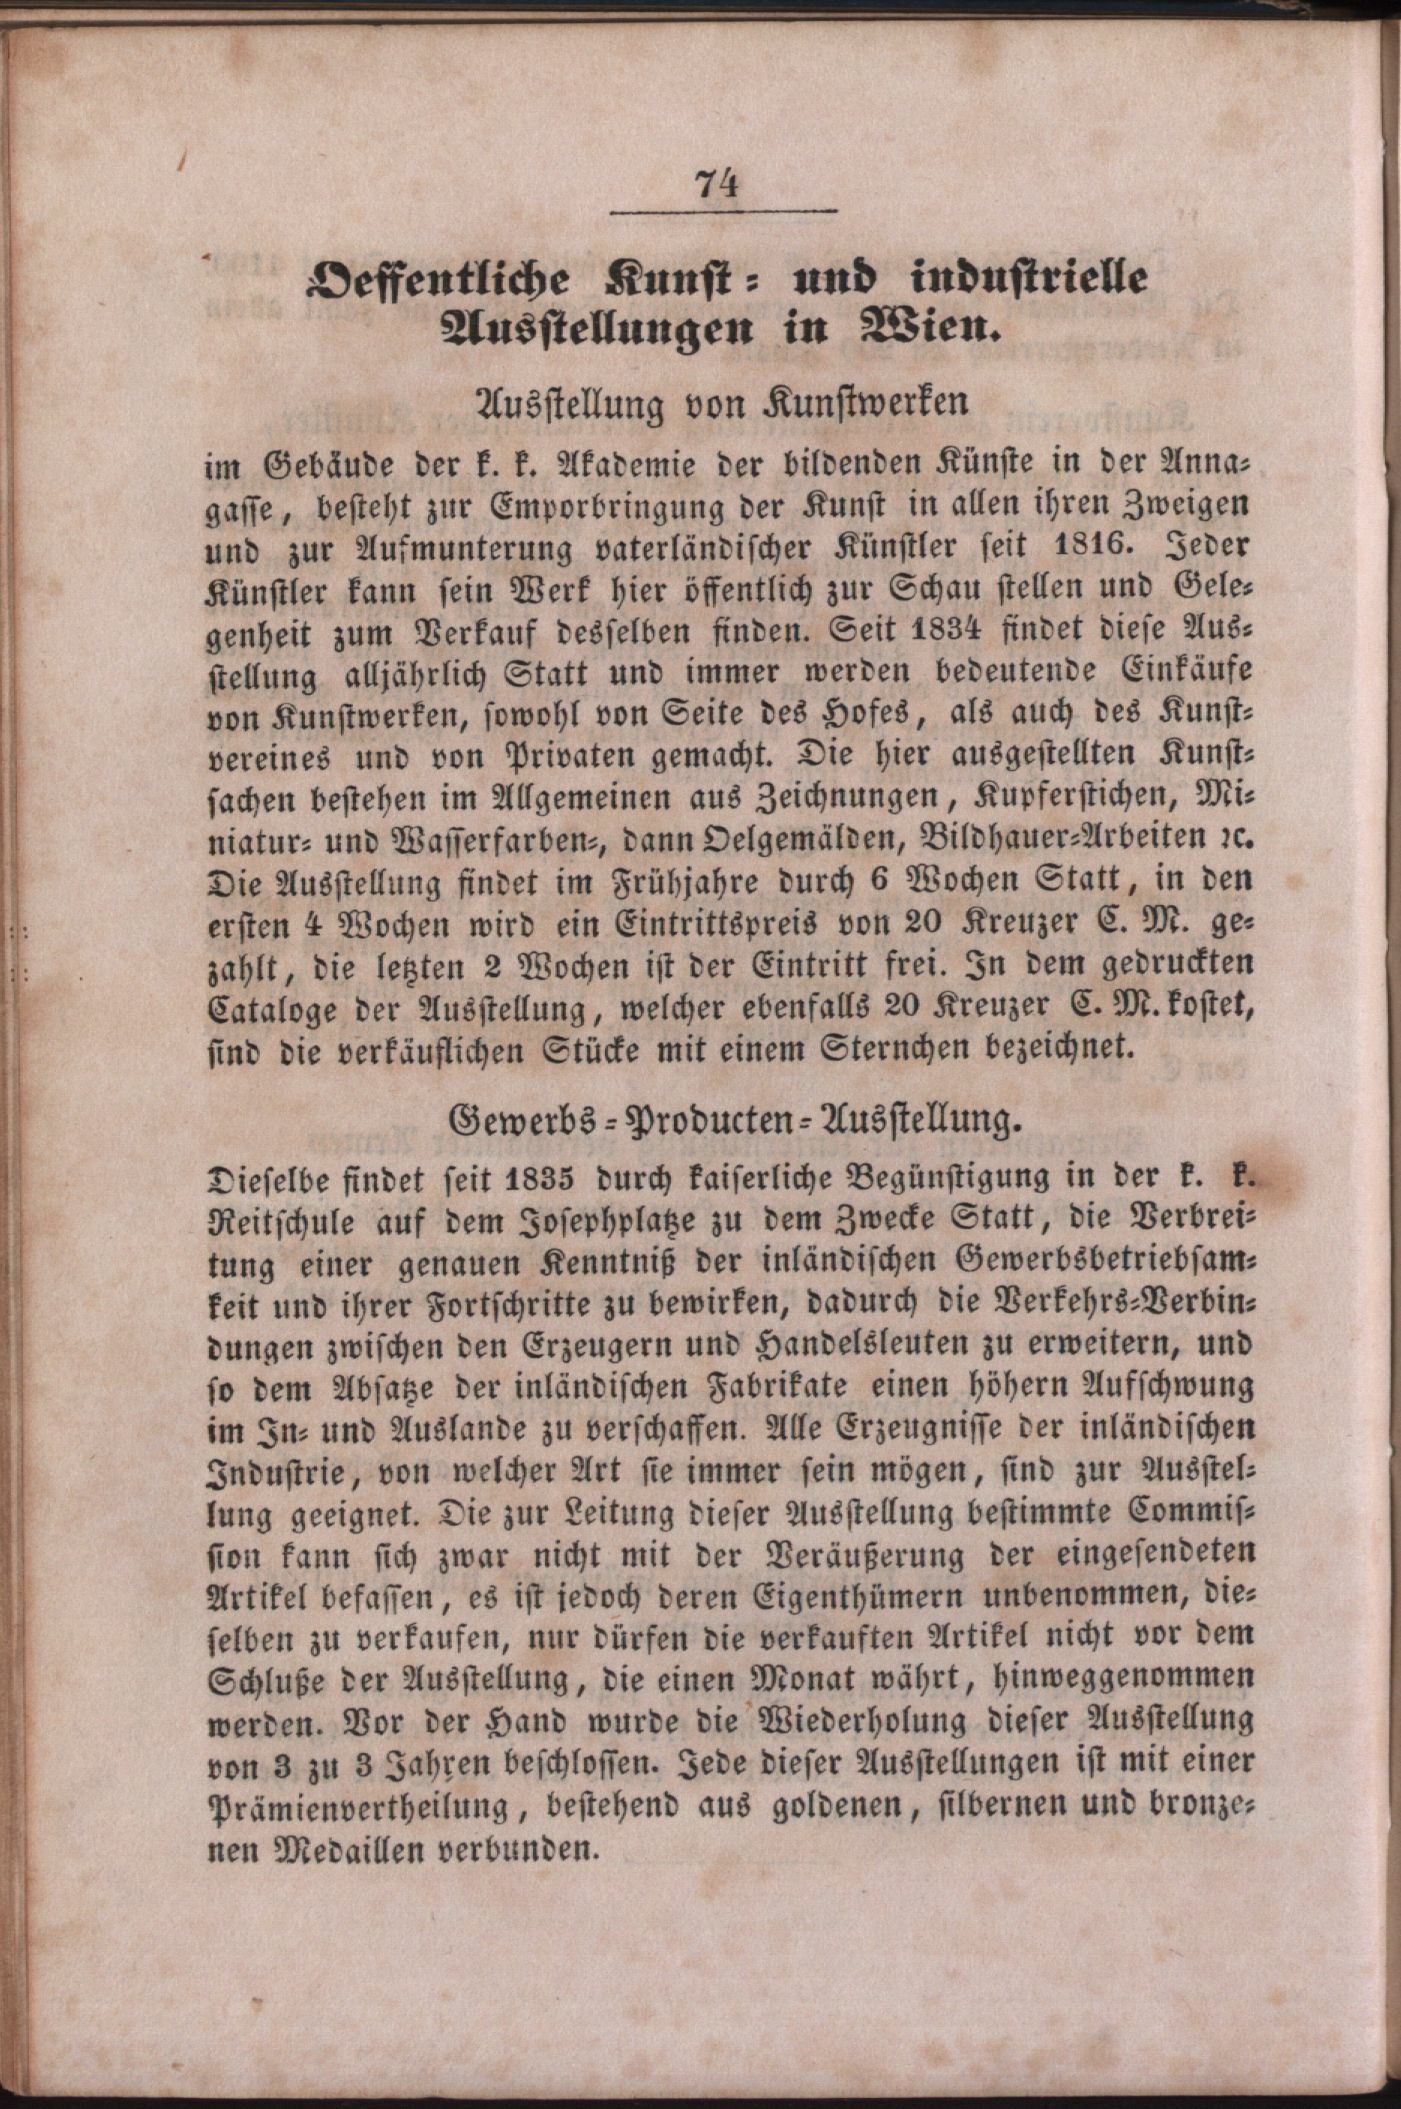 74
Oeffentliche Kunst- und industrielle
Ausstellungen in Wien.
Ausstellung von Kunstwerken
im Gebäude der k. k. Akademie der bildenden Künste in der Anna-
gasse, besteht zur Emporbringung der Kunst in allen ihren Zweigen
und zur Aufmunterung vaterländischer Künstler seit 1816. Jeder
Künstler kann sein Werk hier öffentlich zur Schau stellen und Gele-
genheit zum Verkauf desselben finden. Seit 1834 findet diese Aus-
stellung alljährlich Statt und immer werden bedeutende Einkäufe
von Kunstwerken, sowohl von Seite des Hofes, als auch des Kunst-
vereines und von Privaten gemacht. Die hier ausgestellten Kunst-
sachen bestehen im Allgemeinen aus Zeichnungen, Kupferstichen, Mi-
niatur- und Wasserfarben-, dann Oelgemälden, Bildhauer-Arbeiten ꝛc.
Die Ausstellung findet im Frühjahre durch 6 Wochen Statt, in den
ersten 4 Wochen wird ein Eintrittspreis von 20 Kreuzer C. M. ge-
zahlt, die letzten 2 Wochen ist der Eintritt frei. In dem gedruckten
Cataloge der Ausstellung, welcher ebenfalls 20 Kreuzer C. M. kostet,
sind die verkäuflichen Stücke mit einem Sternchen bezeichnet.
Gewerbs-Producten-Ausstellung.
Dieselbe findet seit 1835 durch kaiserliche Begünstigung in der k. k.
Reitschule auf dem Josephplatze zu dem Zwecke Statt, die Verbrei-
tung einer genauen Kenntniß der inländischen Gewerbsbetriebsam-
keit und ihrer Fortschritte zu bewirken, dadurch die Verkehrs-Verbin-
dungen zwischen den Erzeugern und Handelsleuten zu erweitern, und
so dem Absatze der inländischen Fabrikate einen höhern Aufschwung
im In- und Auslande zu verschaffen. Alle Erzeugnisse der inländischen
Industrie, von welcher Art sie immer sein mögen, sind zur Ausstel-
lung geeignet. Die zur Leitung dieser Ausstellung bestimmte Commis-
sion kann sich zwar nicht mit der Veräußerung der eingesendeten
Artikel befassen, es ist jedoch deren Eigenthümern unbenommen, die-
selben zu verkaufen, nur dürfen die verkauften Artikel nicht vor dem
Schluße der Ausstellung, die einen Monat währt, hinweggenommen
werden. Vor der Hand wurde die Wiederholung dieser Ausstellung
von 3 zu 3 Jahren beschlossen. Jede dieser Ausstellungen ist mit einer
Prämienvertheilung, bestehend aus goldenen, silbernen und bronze-
nen Medaillen verbunden.